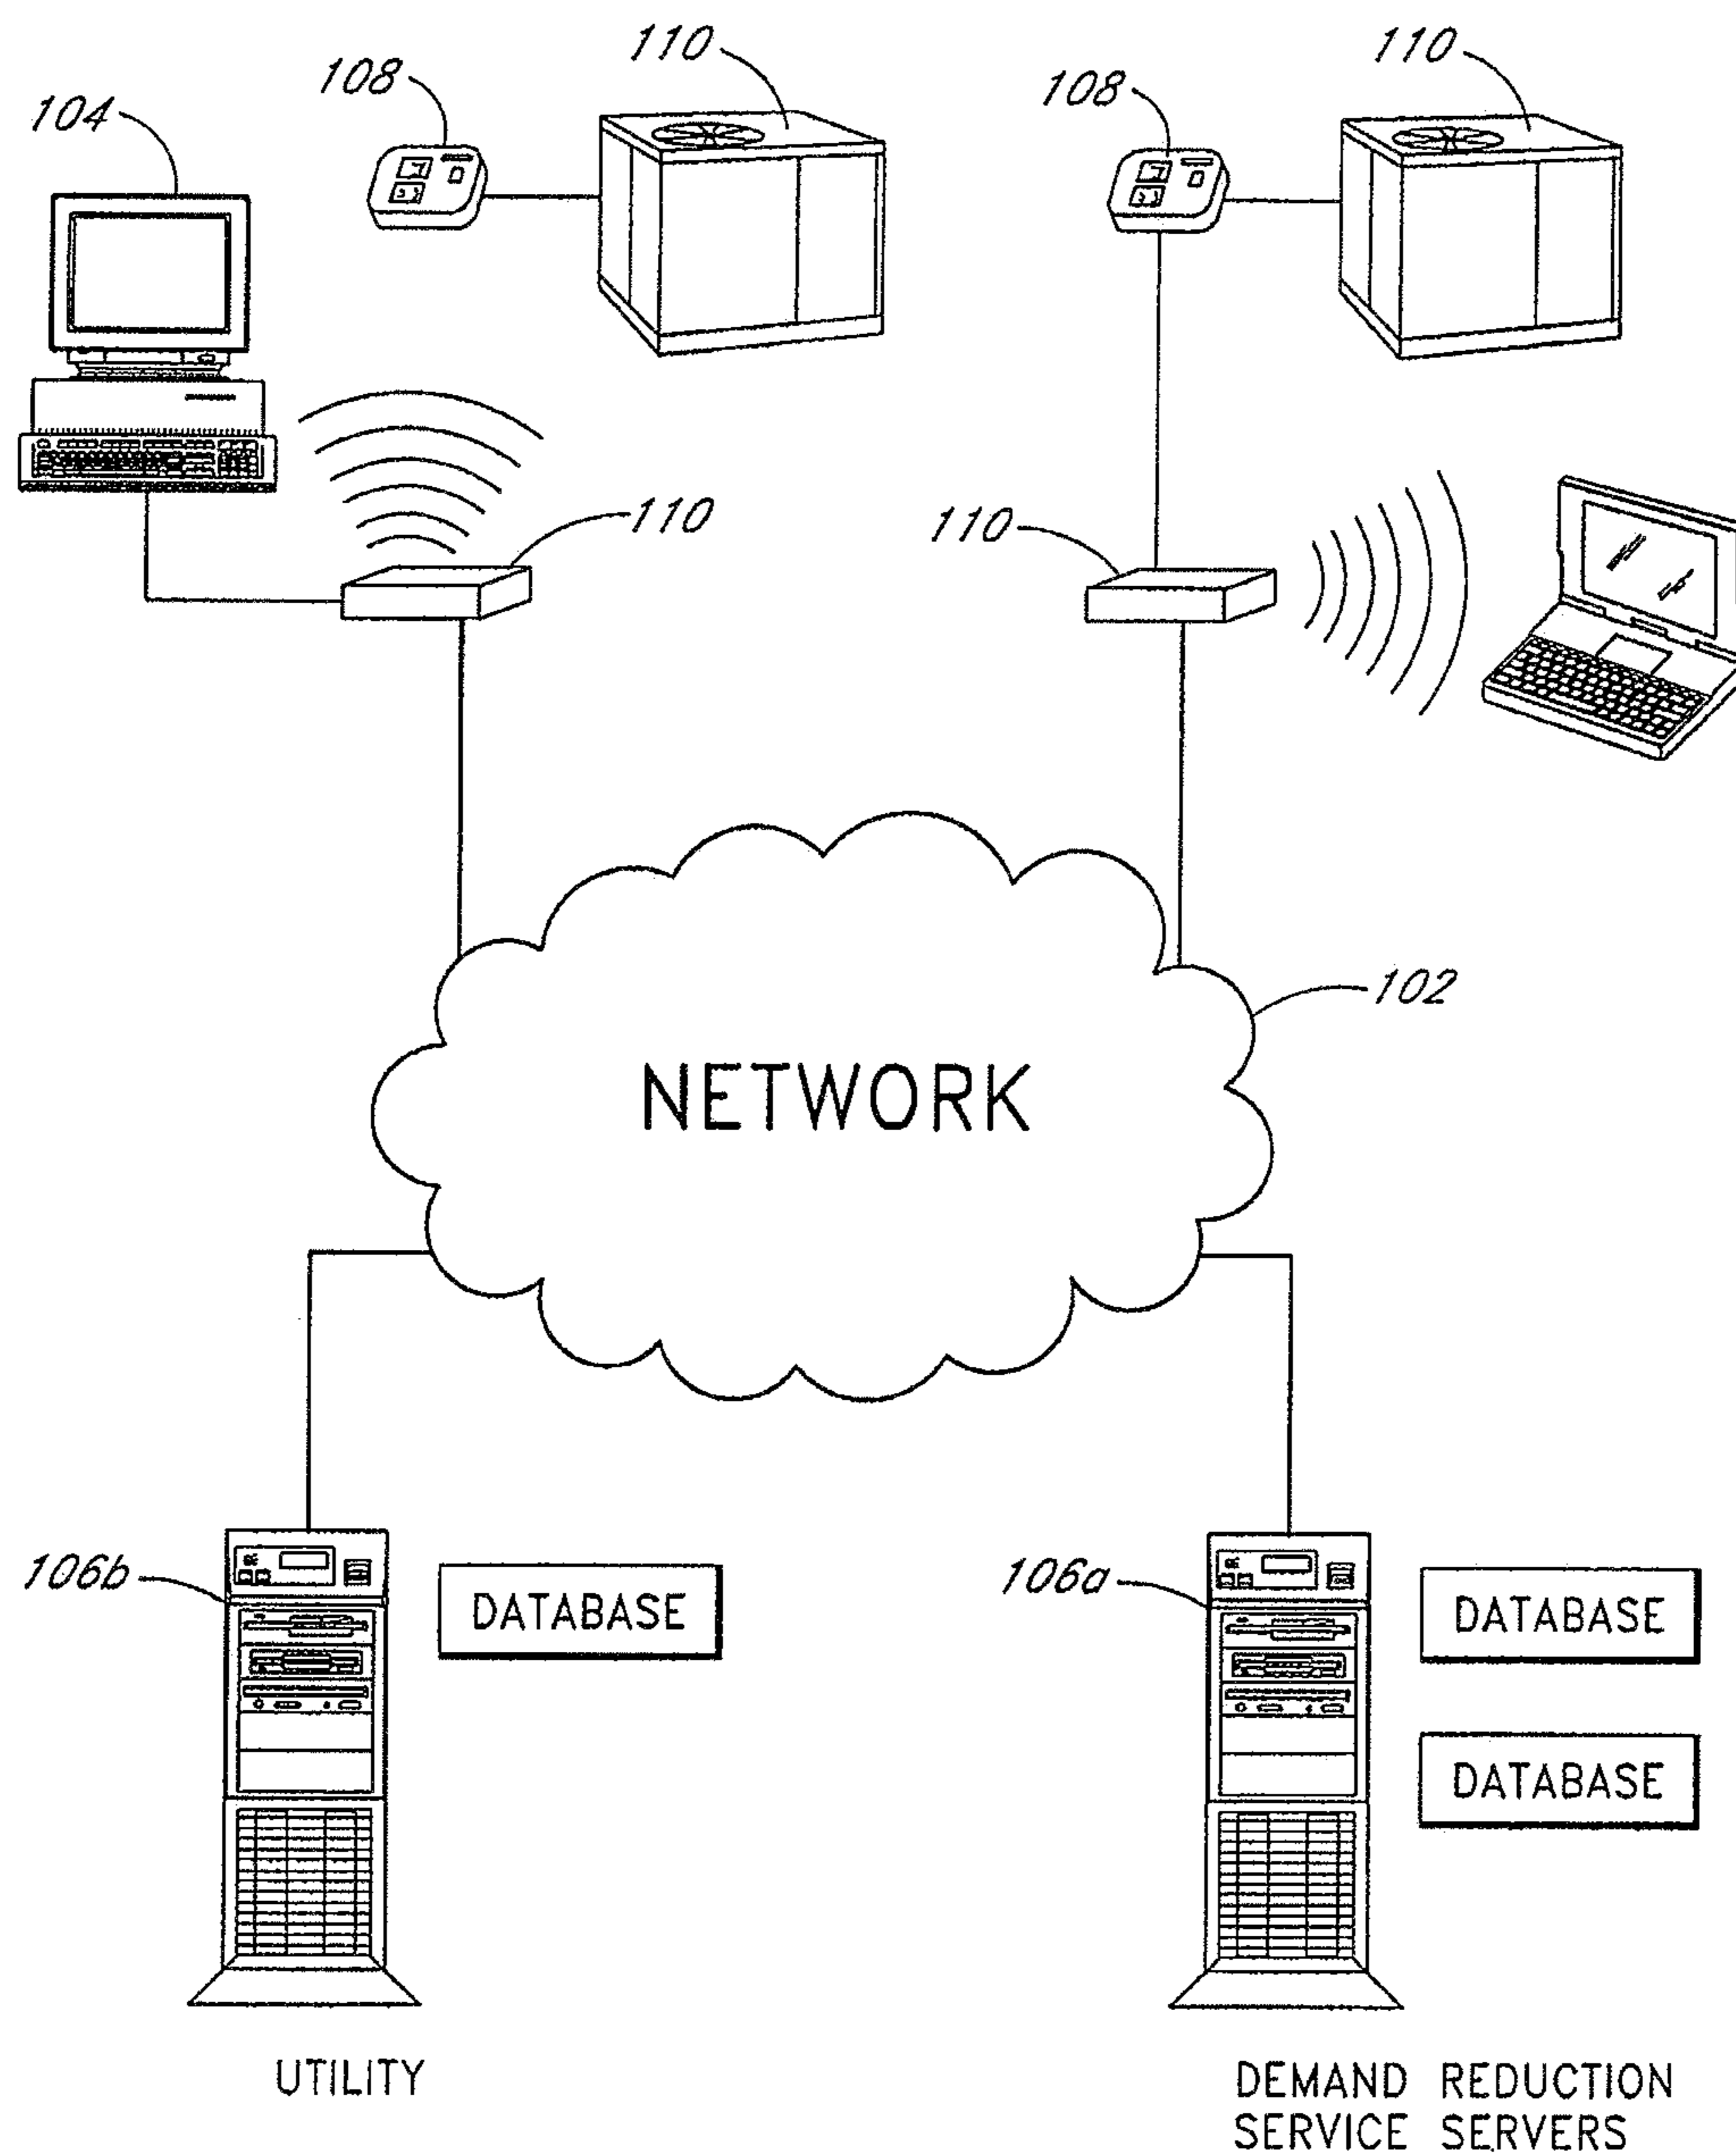 110
110
108
108
104
110
110
102
NETWORK
106b
DATABASE
106a
DATABASE
DATABASE
UTILITY
DEMAND REDUCTION
SERVICE SERVERS